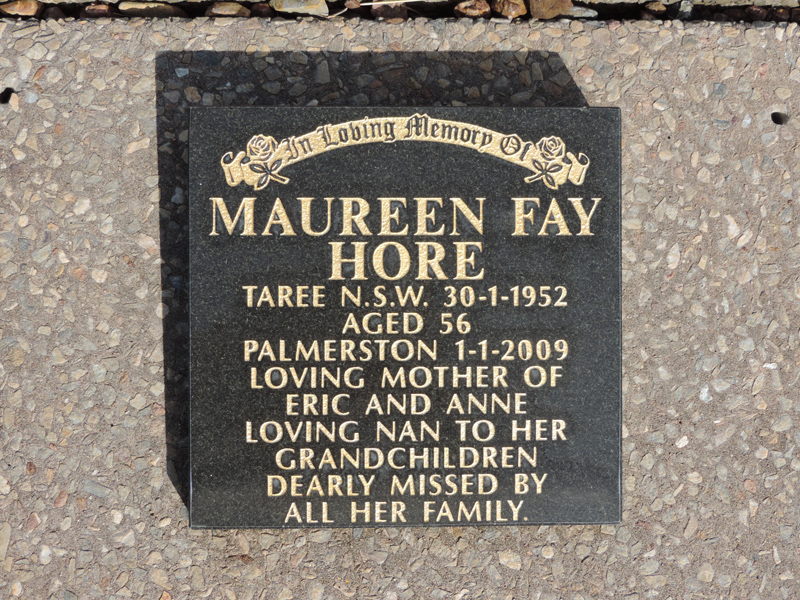 In Loving Memory Of
MAUREEN FAY
HORE
TAREE N.S.W. 30-1-1952
AGED 56
PALMERSTON 1-1-2009
LOVING MOTHER OF
ERIC AND ANNE
LOVING NAN TO HER
GRANDCHILDREN
DEARLY MISSED BY
ALL HER FAMILY.